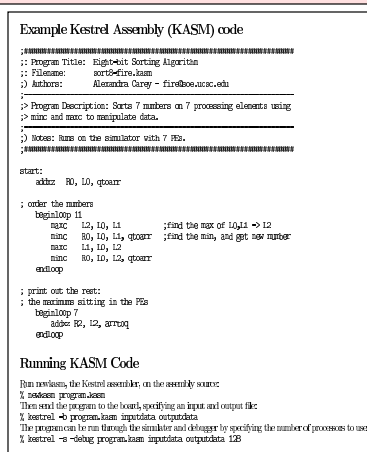 Example Kestrel Assembly (KASM) code
;############################################################
;: Program Title: Eight-bit Sorting Algorithm
;: Filename: sort8-fire.kasm
;) Authors: Alexandra Carey - fire@soe.ucsc.edu
;------------------------------------------------------------
;> Program Description: Sorts 7 numbers on 7 processing elements using
;> minc and maxc to manipulate data.
;------------------------------------------------------------
;) Notes: Runs on the simulator with 7 PEs.
;############################################################
start:
addmz R0, L0, qtoarr
; order the numbers
beginloop 11
maxc L2, L0, L1 ;find the max of L0,L1 -> L2
minc R0, L0, L1, qtoarr ;find the min, and get new number
maxc L1, L0, L2
minc R0, L0, L2, qtoarr
endloop
; print out the rest:
; the maximums sitting in the PEs
beginloop 7
addxz R2, L2, arrtoq
endloop
Running KASM Code
Run newkasm, the Kestrel assembler, on the assembly source:
% newkasm program.kasm
Then send the program to the board, specifying an input and output file:
% kestrel -b program.kasm inputdata outputdata
The program can be run through the simulator and debugger by specifying the number of processors to use
% kestrel -s -debug program.kasm inputdata outputdata 128